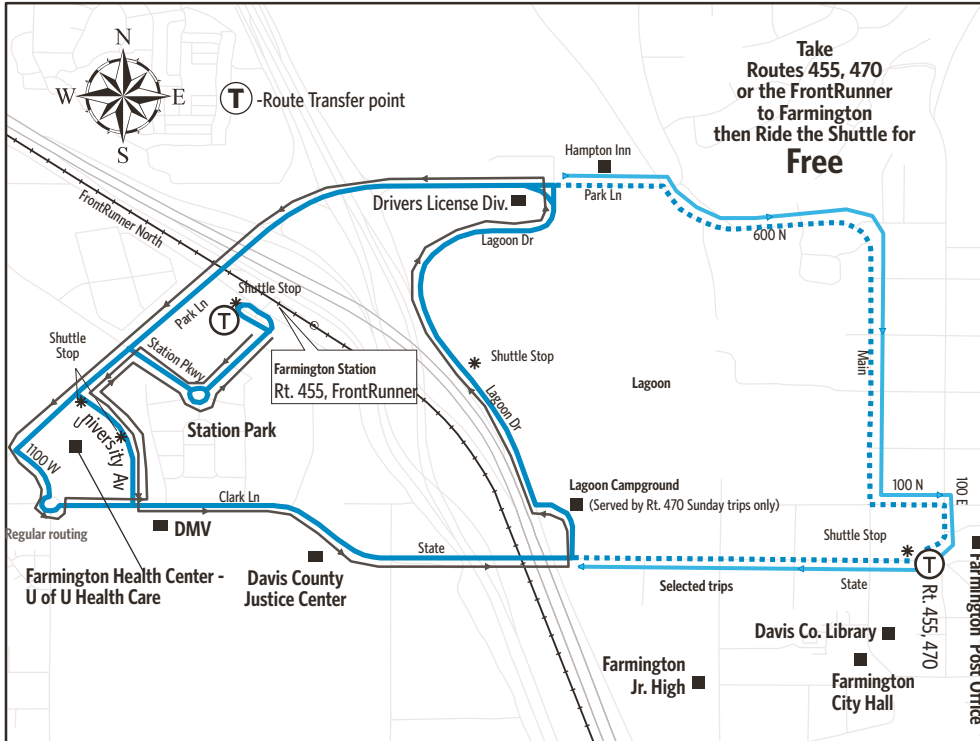 N
W
E
S
T -Route Transfer point
Take
Routes 455, 470
or the FrontRunner
to Farmington
then Ride the Shuttle for
Free
Hampton Inn
Park Ln
Drivers License Div.
Lagoon Dr
600 N
FrontRunner North
Shuttle Stop
Park Ln
T
Station Pkwy
Shuttle
Stop
Farmington Station
Rt. 455, FrontRunner
Shuttle Stop
Lagoon
Main
Lagoon Dr
Station Park
University Av
1100 W
Clark Ln
Lagoon Campground
(Served by Rt. 470 Sunday trips only)
100 N
100 E
Regular routing
DMV
State
Shuttle Stop
T
Rt. 455, 470
Farmington Health Center -
U of U Health Care
Davis County
Justice Center
Selected trips
State
Davis Co. Library
Farmington
Jr. High
Farmington
City Hall
Farmington Post Office